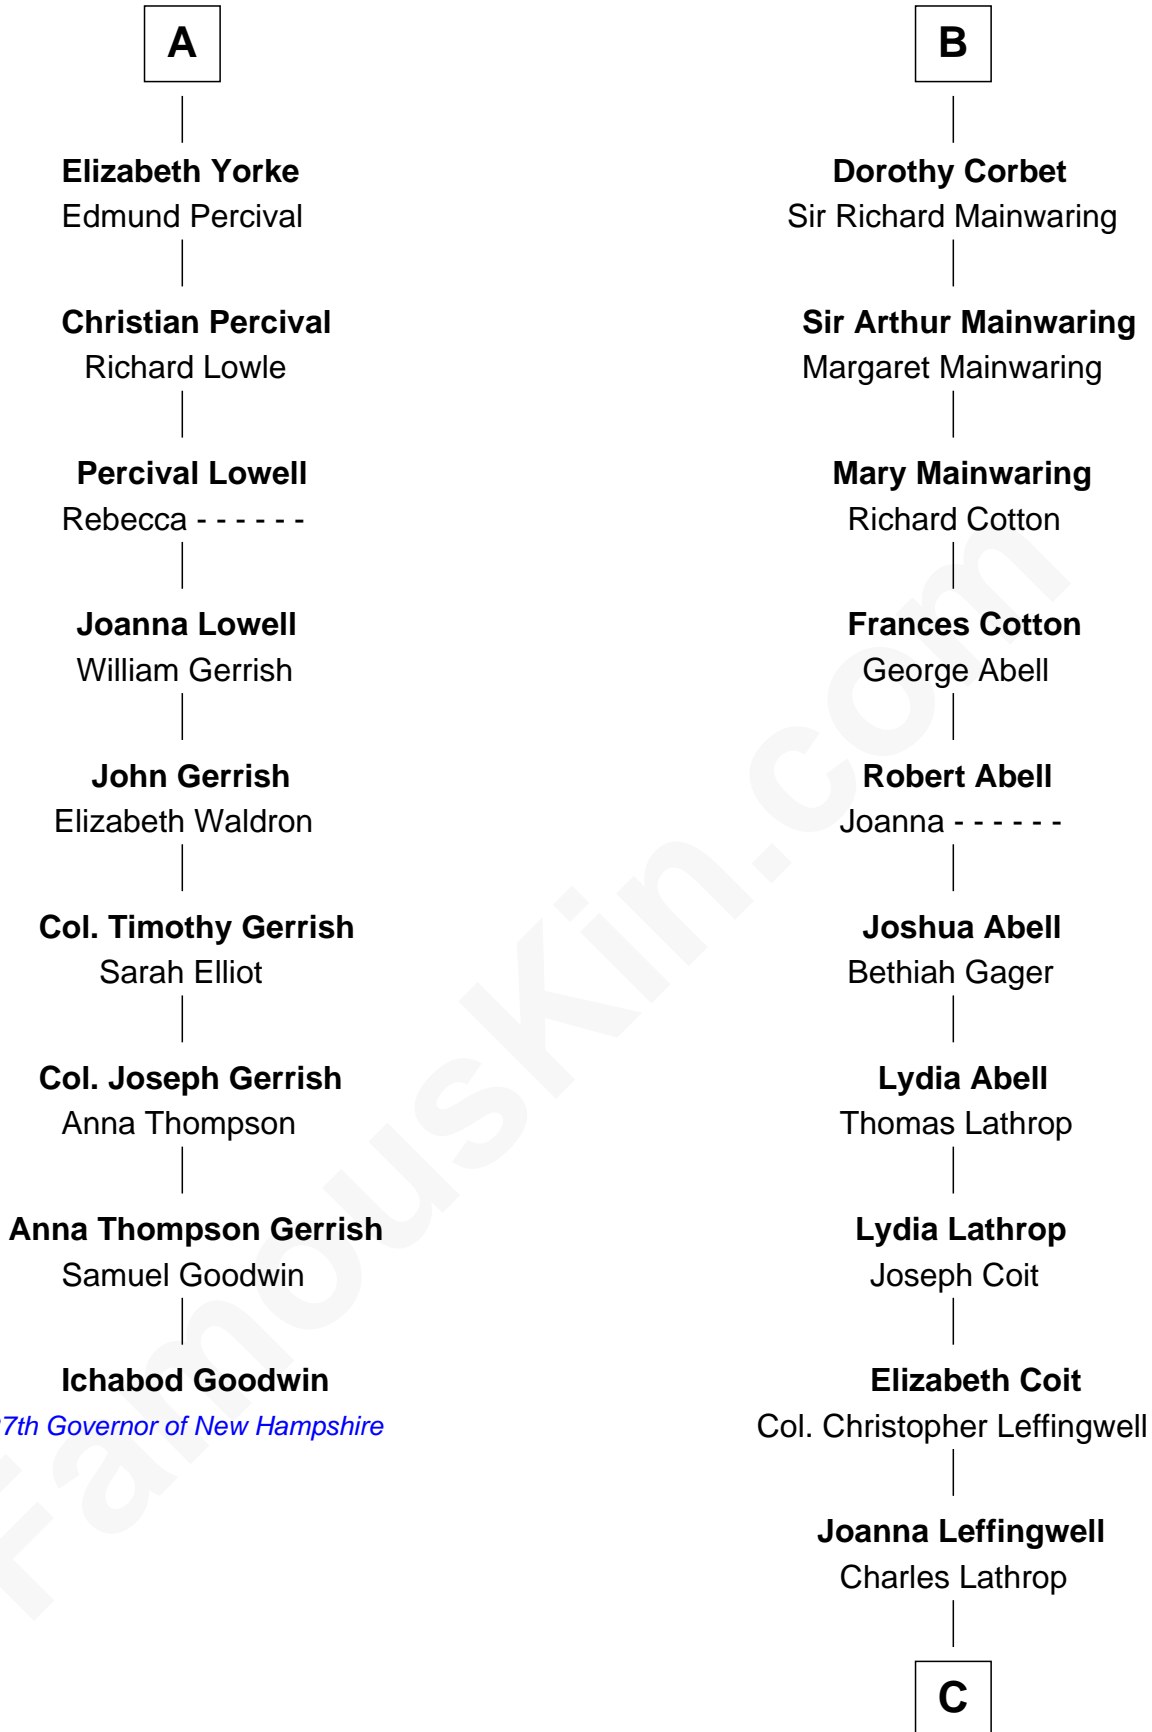 A
Elizabeth Yorke
Edmund Percival
Christian Percival
Richard Lowle
Percival Lowell
Rebecca - - - - - -
Joanna Lowell
William Gerrish
John Gerrish
Elizabeth Waldron
Col. Timothy Gerrish
Sarah Elliot
Col. Joseph Gerrish
Anna Thompson
Anna Thompson Gerrish
Samuel Goodwin
Ichabod Goodwin
7th Governor of New Hampshire
B
Dorothy Corbet
Sir Richard Mainwaring
Sir Arthur Mainwaring
Margaret Mainwaring
Mary Mainwaring
Richard Cotton
Frances Cotton
George Abell
Robert Abell
Joanna - - - - - -
Joshua Abell
Bethiah Gager
Lydia Abell
Thomas Lathrop
Lydia Lathrop
Joseph Coit
Elizabeth Coit
Col. Christopher Leffingwell
Joanna Leffingwell
Charles Lathrop
C
FamousKin.com